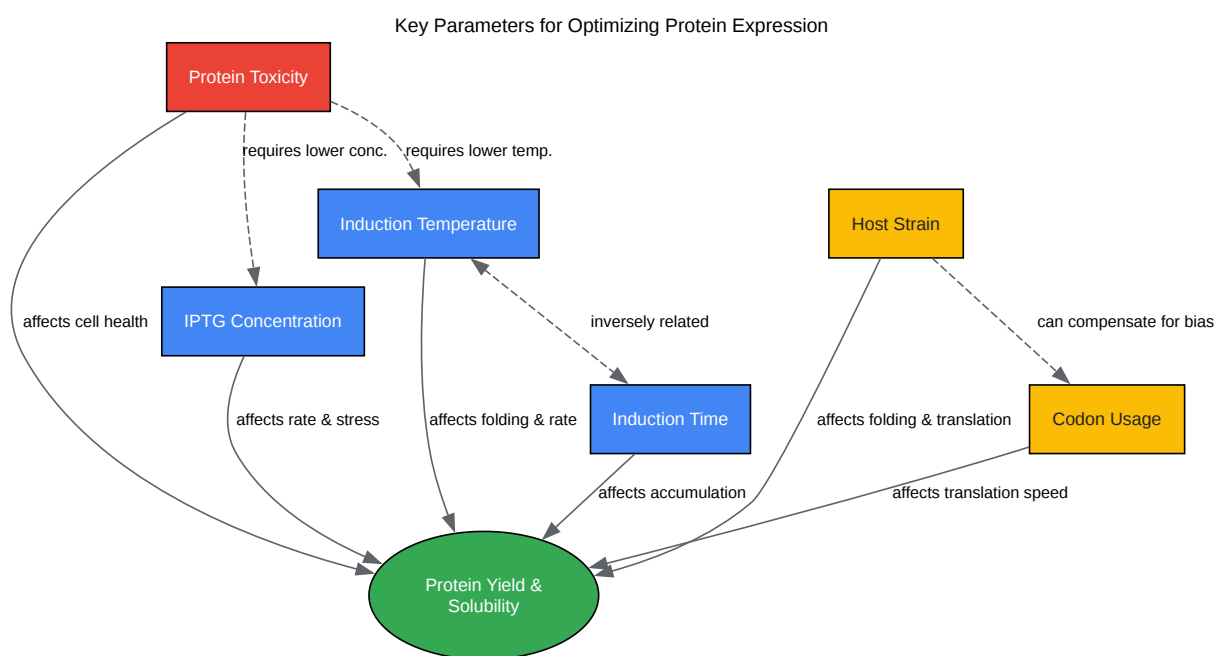 Key Parameters for Optimizing Protein Expression
Protein Toxicity
requires lower conc.
requires lower temp.
Induction Temperature
Host Strain
affects cell health
IPTG Concentration
inversely related
can compensate for bias
affects rate & stress
affects folding & rate
Induction Time
affects folding & translation
Codon Usage
affects accumulation
affects translation speed
Protein Yield &
Solubility